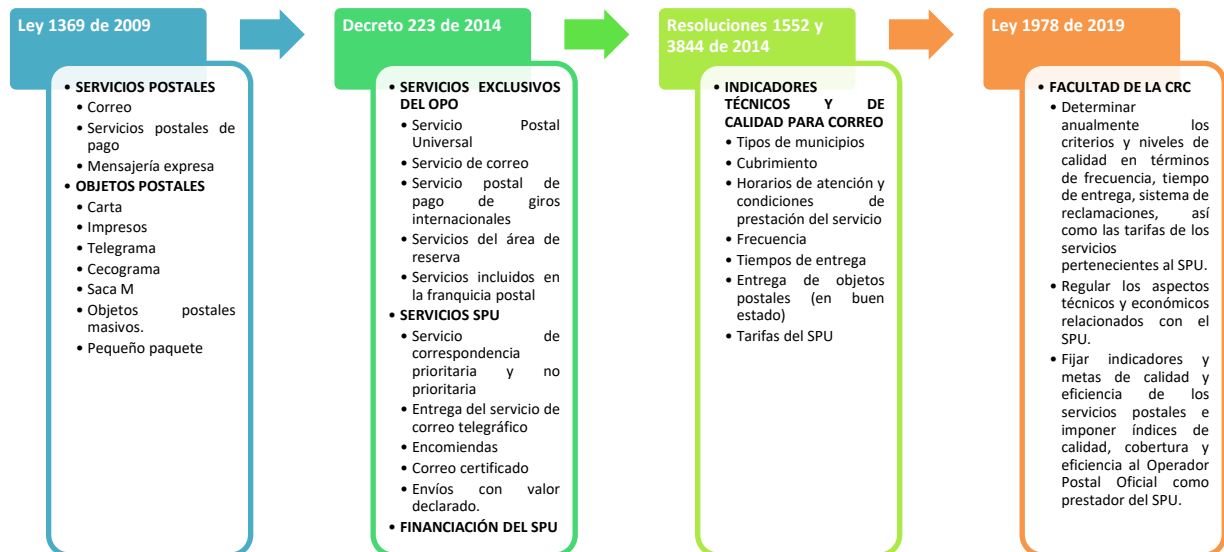 Ley 1369 de 2009
• SERVICIOS POSTALES
• Correo
• Servicios postales de
pago
• Mensajería expresa
• OBJETOS POSTALES
• Carta
• Impresos
• Telegrama
• Cecograma
• Saca M
• Objetos postales
masivos.
• Pequeño paquete
Decreto 223 de 2014
• SERVICIOS EXCLUSIVOS
DEL OPO
• Servicio Postal
Universal
• Servicio de correo
• Servicio postal de
pago de giros
internacionales
• Servicios del área de
reserva
• Servicios incluidos en
la franquicia postal
• SERVICIOS SPU
• Servicio de
correspondencia
prioritaria y no
prioritaria
• Entrega del servicio de
correo telegráfico
• Encomiendas
• Correo certificado
• Envíos con valor
declarado.
• FINANCIACIÓN DEL SPU
Resoluciones 1552 y
3844 de 2014
• INDICADORES
TÉCNICOS Y DE
CALIDAD PARA CORREO
• Tipos de municipios
• Cubrimiento
• Horarios de atención y
condiciones de
prestación del servicio
• Frecuencia
• Tiempos de entrega
• Entrega de objetos
postales (en buen
estado)
• Tarifas del SPU
Ley 1978 de 2019
• FACULTAD DE LA CRC
• Determinar
anualmente los
criterios y niveles de
calidad en términos
de frecuencia, tiempo
de entrega, sistema de
reclamaciones, así
como las tarifas de los
servicios
pertenecientes al SPU.
• Regular los aspectos
técnicos y económicos
relacionados con el
SPU.
• Fijar indicadores y
metas de calidad y
eficiencia de los
servicios postales e
imponer índices de
calidad, cobertura y
eficiencia al Operador
Postal Oficial como
prestador del SPU.